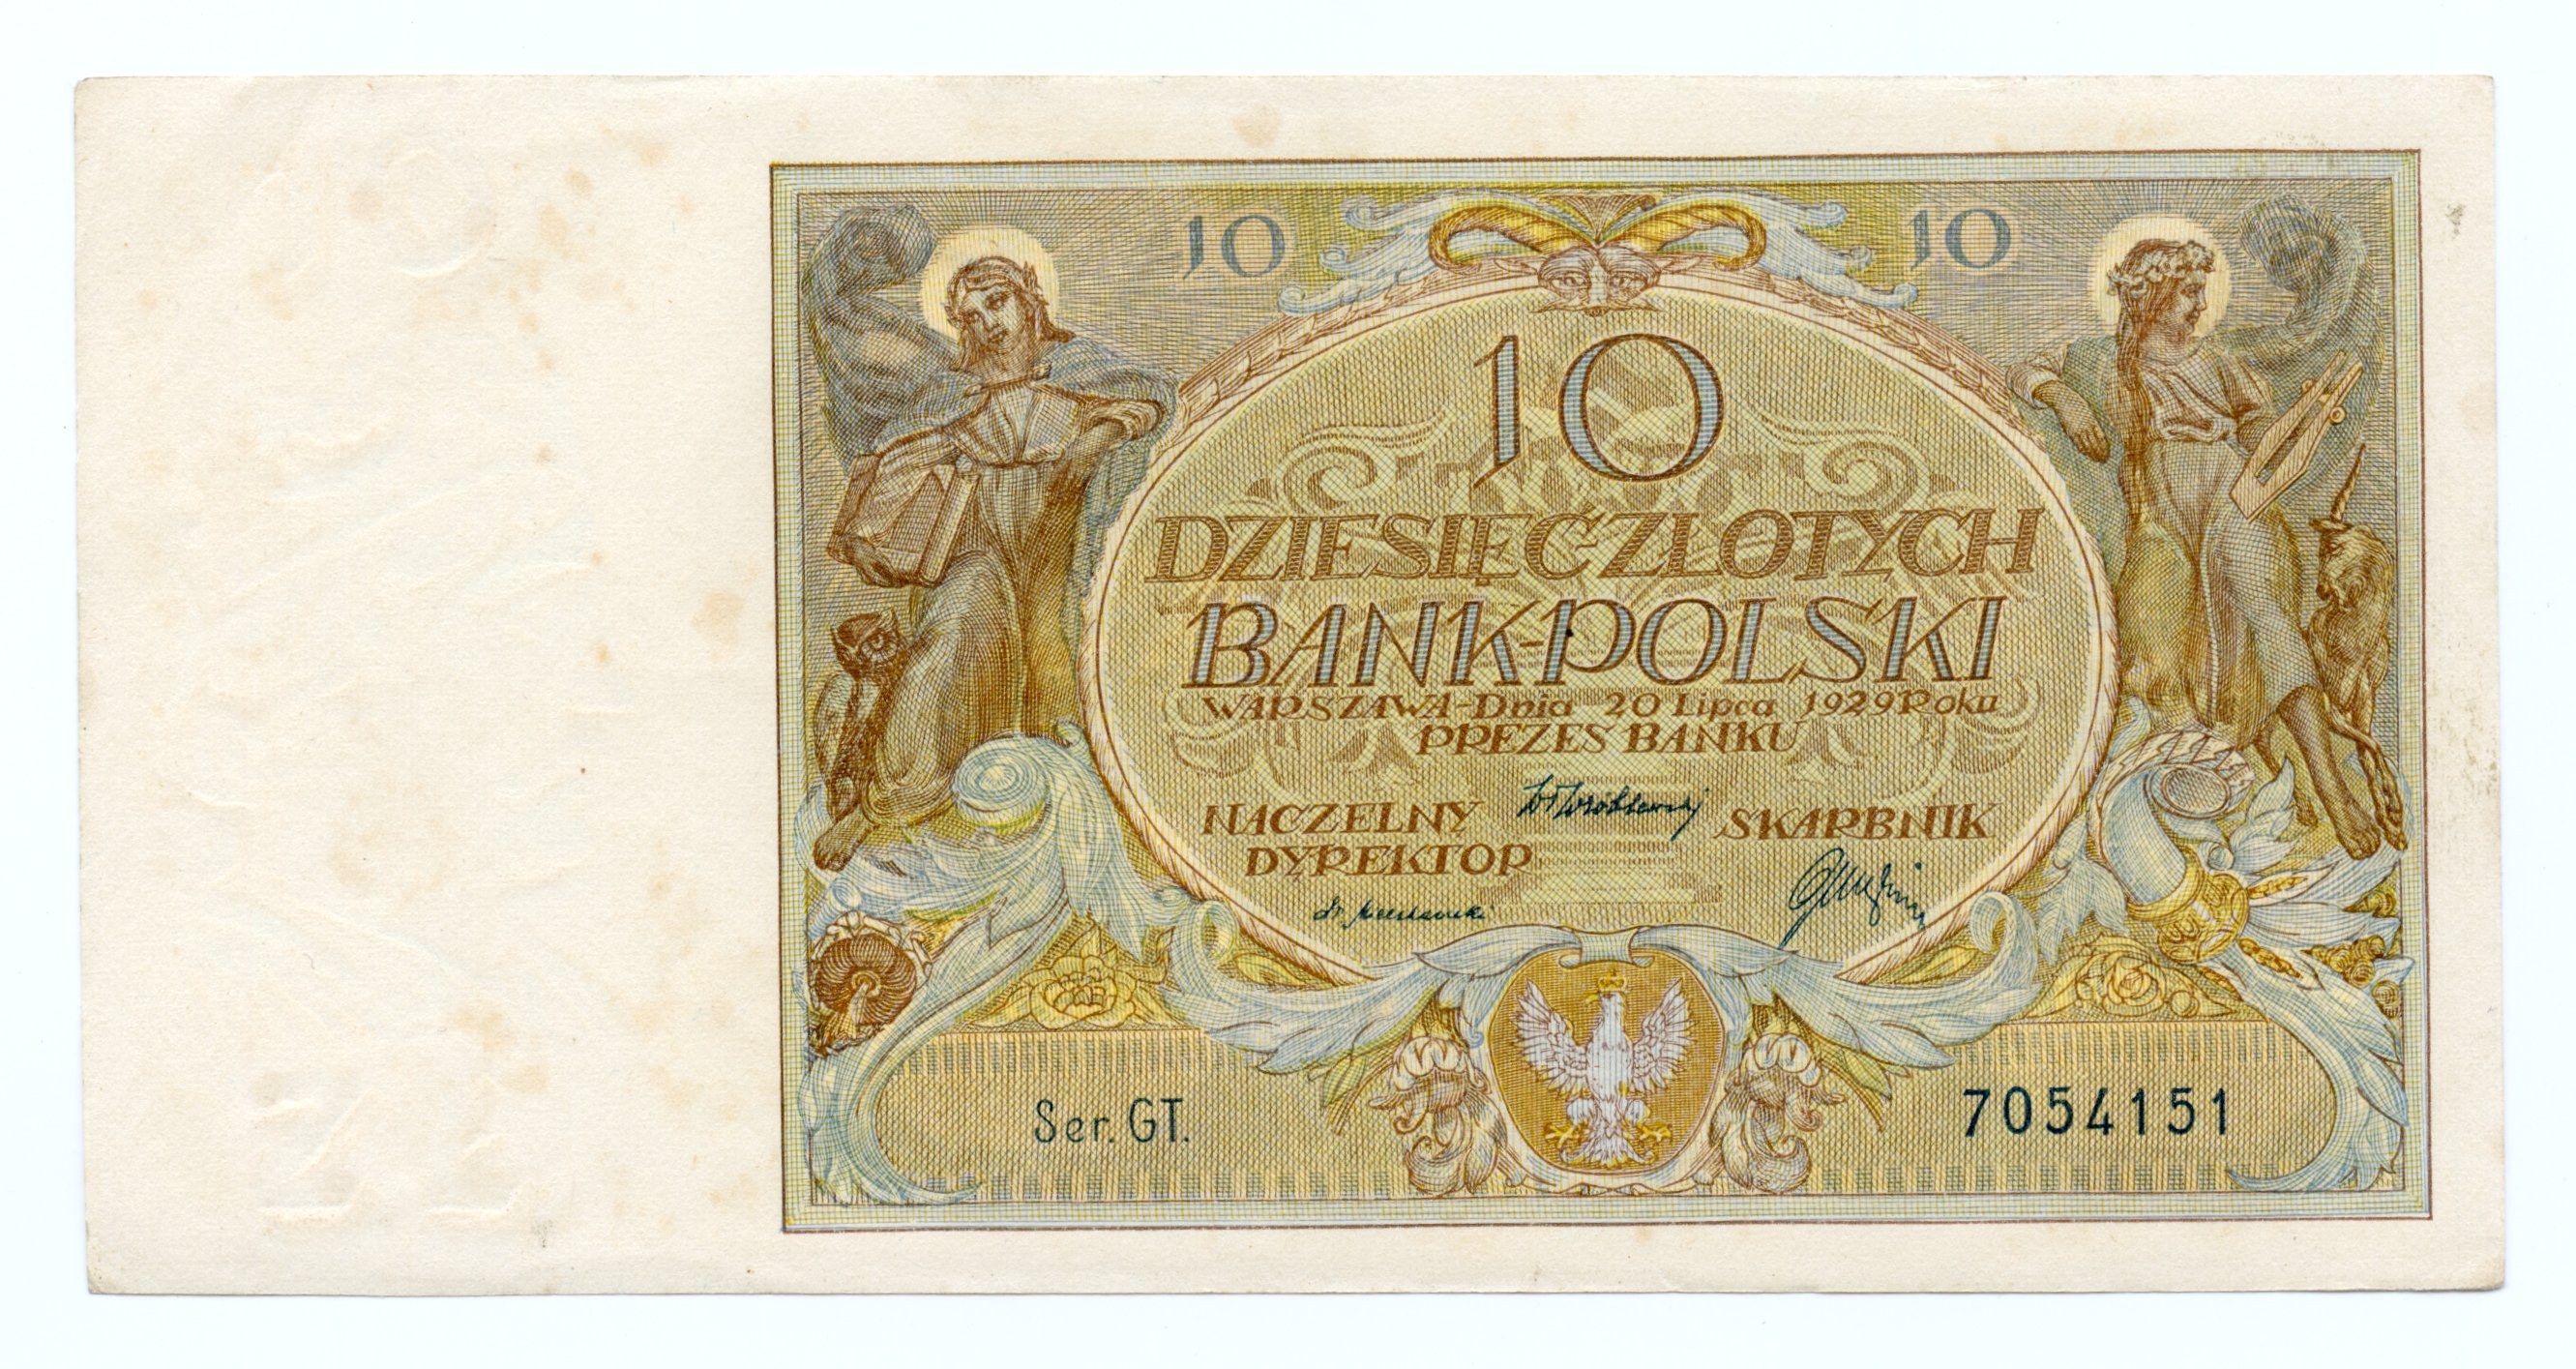 10 10
10
DZIESIĘĆ-ZŁOTYCH
BANK-POLSKI
WARSZAWA-Dnia 20 Lipca 1929 Roku
PREZES BANKU
NACZELNY DYREKTOR
SKARBNIK
Ser. GT.
7054151